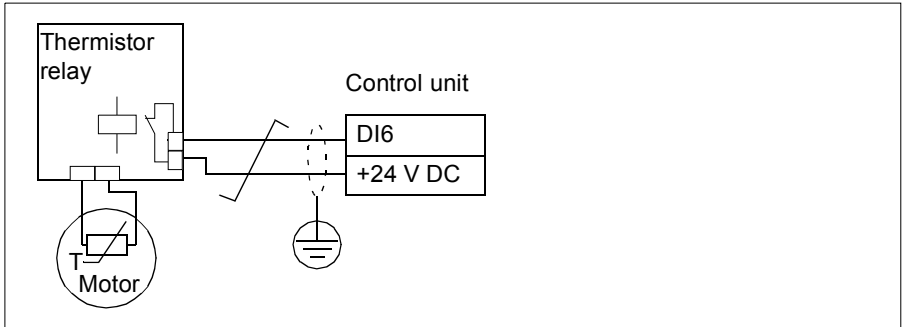 Thermistor
relay
Control unit
DI6
+24 V DC
T
Motor